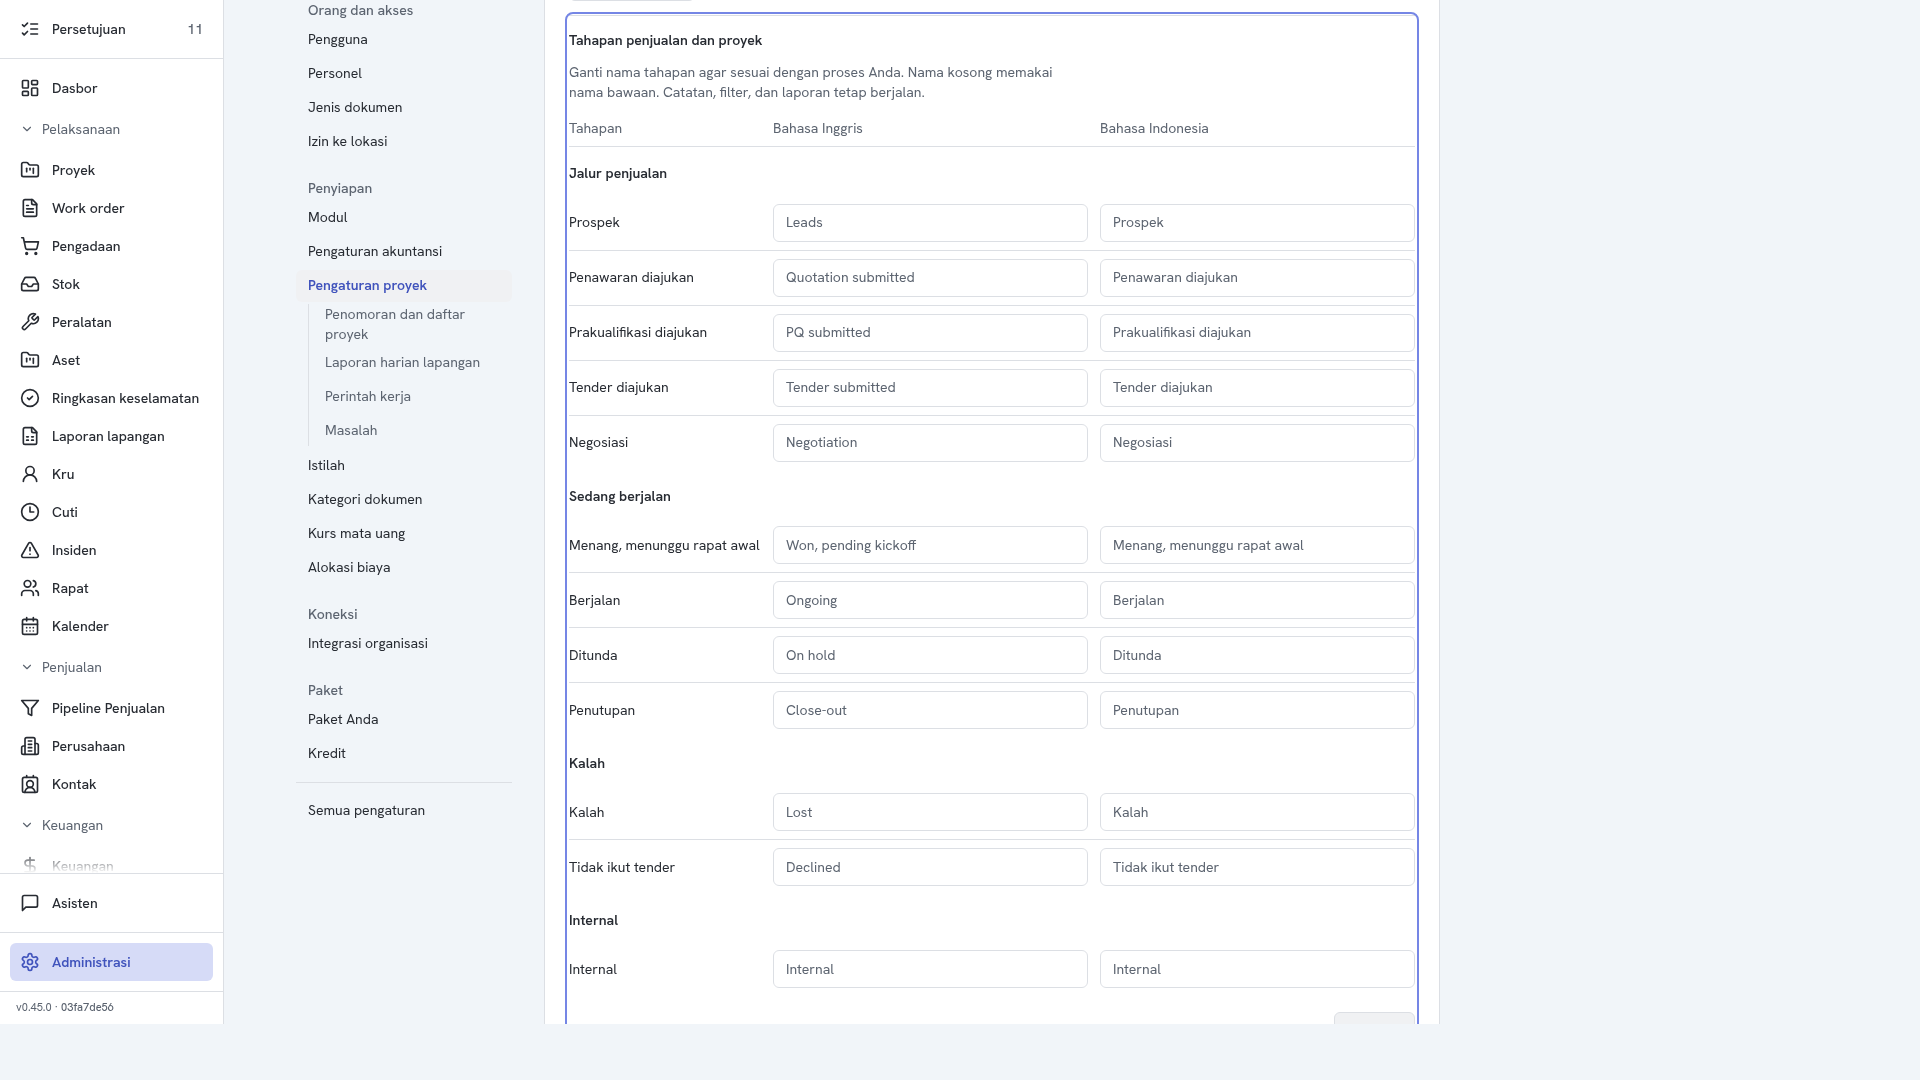 Persetujuan 11
Dasbor
Pelaksanaan
Proyek
Work order
Pengadaan
Stok
Peralatan
Aset
Ringkasan keselamatan
Laporan lapangan
Kru
Cuti
Insiden
Rapat
Kalender
Penjualan
Pipeline Penjualan
Perusahaan
Kontak
Keuangan
Keuangan
Asisten
Administrasi
v0.45.0 · 03fa7de56
Orang dan akses
Pengguna
Personel
Jenis dokumen
Izin ke lokasi
Penyiapan
Modul
Pengaturan akuntansi
Pengaturan proyek
Penomoran dan daftar
proyek
Laporan harian lapangan
Perintah kerja
Masalah
Istilah
Kategori dokumen
Kurs mata uang
Alokasi biaya
Koneksi
Integrasi organisasi
Paket
Paket Anda
Kredit
Semua pengaturan
Tahapan penjualan dan proyek
Ganti nama tahapan agar sesuai dengan proses Anda. Nama kosong memakai
nama bawaan. Catatan, filter, dan laporan tetap berjalan.
Tahapan Bahasa Inggris Bahasa Indonesia
Jalur penjualan
Prospek Leads Prospek
Penawaran diajukan Quotation submitted Penawaran diajukan
Prakualifikasi diajukan PQ submitted Prakualifikasi diajukan
Tender diajukan Tender submitted Tender diajukan
Negosiasi Negotiation Negosiasi
Sedang berjalan
Menang, menunggu rapat awal Won, pending kickoff Menang, menunggu rapat awal
Berjalan Ongoing Berjalan
Ditunda On hold Ditunda
Penutupan Close-out Penutupan
Kalah
Kalah Lost Kalah
Tidak ikut tender Declined Tidak ikut tender
Internal
Internal Internal Internal